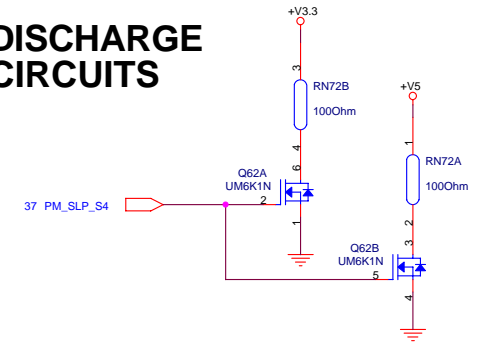 DISCHARGE
CIRCUITS
+V3.3
3
RN72B
100Ohm
4
+V5
1
RN72A
100Ohm
2
Q62A
UM6K1N
6
2
1
37 PM_SLP_S4
Q62B
UM6K1N
3
5
4